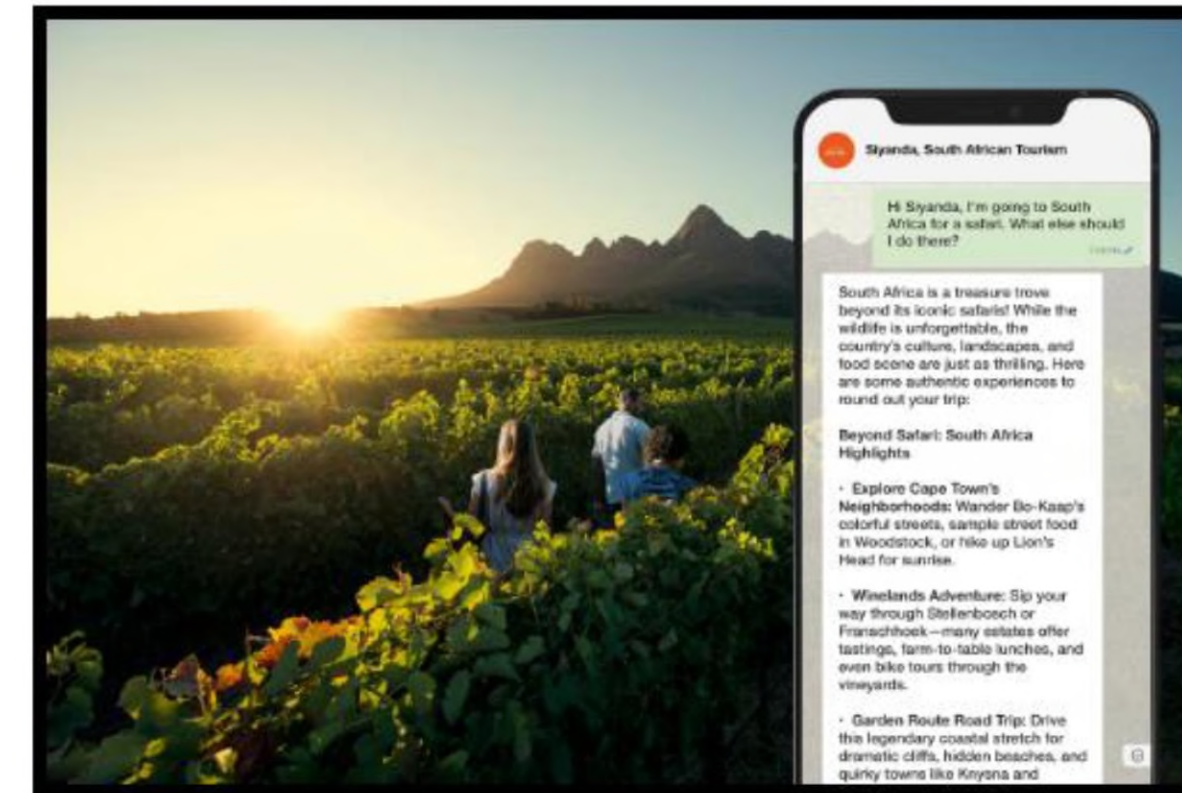 Siyanda, South African Tourism
Hi Siyanda, I'm going to South
Africa for a safari. What else should
I do there?
South Africa is a treasure trove
beyond its iconic safaris! While the
wildlife is unforgettable, the
country's culture, landscapes, and
food scene are just as thrilling. Here
are some authentic experiences to
round out your trip:
Beyond Safari: South Africa
Highlights
• Explore Cape Town's
Neighborhoods: Wander Bo-Kaap's
colorful streets, sample street food
in Woodstock, or hike up Lion's
Head for sunrise.
• Winelands Adventure: Sip your
way through Stellenbosch or
Franschhoek—many estates offer
tastings, farm-to-table lunches, and
even bike tours through the
vineyards.
• Garden Route Road Trip: Drive
this legendary coastal stretch for
dramatic cliffs, hidden beaches, and
quirky towns like Knysna and